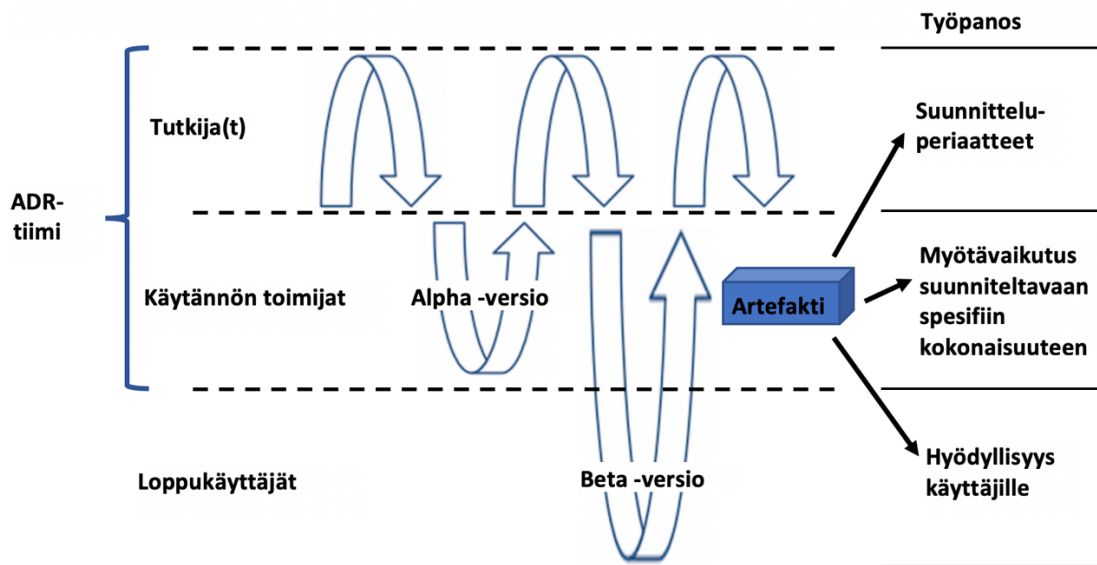 Työpanos
Tutkija(t)
Suunnittelu-
periaatteet
ADR-
tiimi
Käytännön toimijat
Alpha -versio
Artefakti
Myötävaikutus
suunniteltavaan
spesifiin
kokonaisuuteen
Loppukäyttäjät
Beta -versio
Hyödyllisyys
käyttäjille